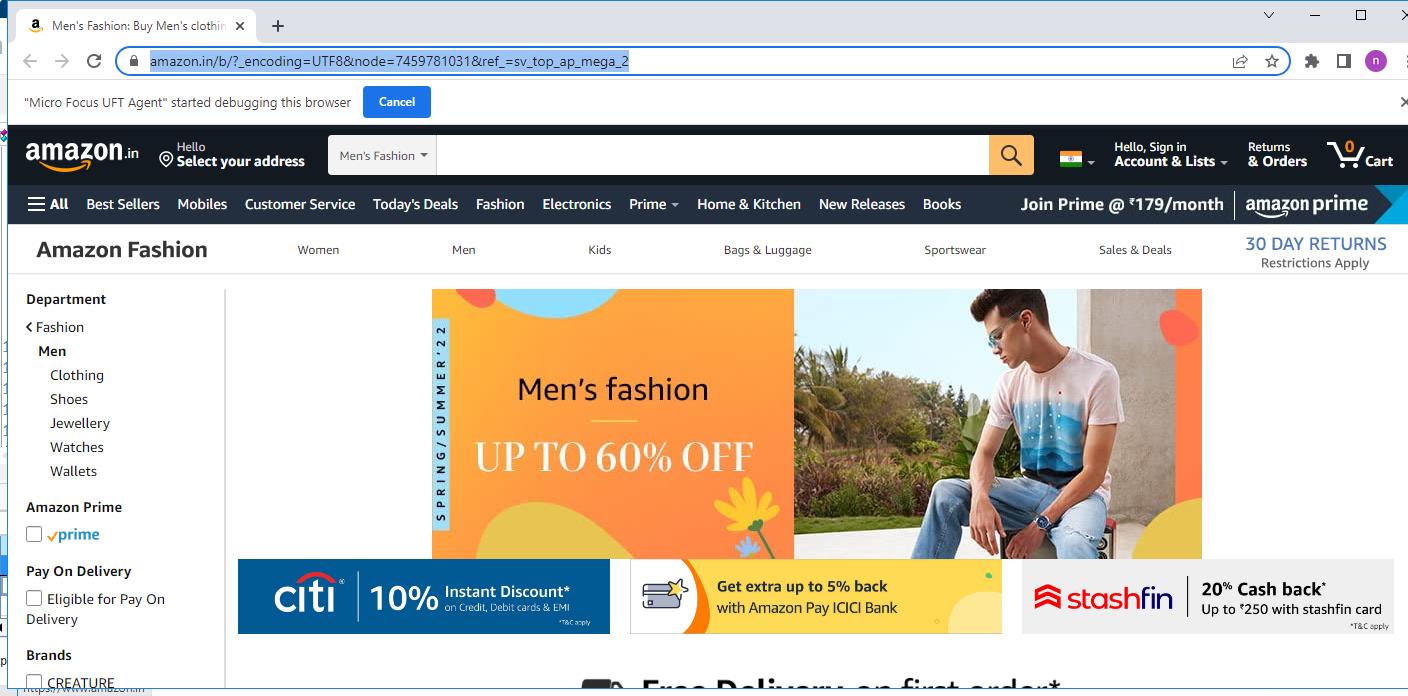 Men's Fashion: Buy Men's clothin
amazon.in/b/?_encoding=UTF8&node=7459781031&ref_=sv_top_ap_mega_2
n
"Micro Focus UFT Agent" started debugging this browser
Cancel
amazon.in
Hello
Select your address
Men's Fashion
Hello, Sign in
Account & Lists
Returns
& Orders
0
Cart
All Best Sellers Mobiles Customer Service Today's Deals Fashion Electronics Prime Home & Kitchen New Releases Books
Join Prime @ ₹179/month
amazon prime
Amazon Fashion
Women Men Kids Bags & Luggage Sportswear Sales & Deals
30 DAY RETURNS
Restrictions Apply
Department
Fashion
Men
Clothing
Shoes
Jewellery
Watches
Wallets
Amazon Prime
prime
Pay On Delivery
Eligible for Pay On
Delivery
Brands
CREATURE
https://www.amazon.in
SPRING/SUMMER'22
Men's fashion
UP TO 60% OFF
citi®
10% Instant Discount*
on Credit, Debit cards & EMI
*T&C apply
Get extra up to 5% back
with Amazon Pay ICICI Bank
stashfin
20% Cash back*
Up to ₹250 with stashfin card
*T&C apply
Free Delivery on first order*